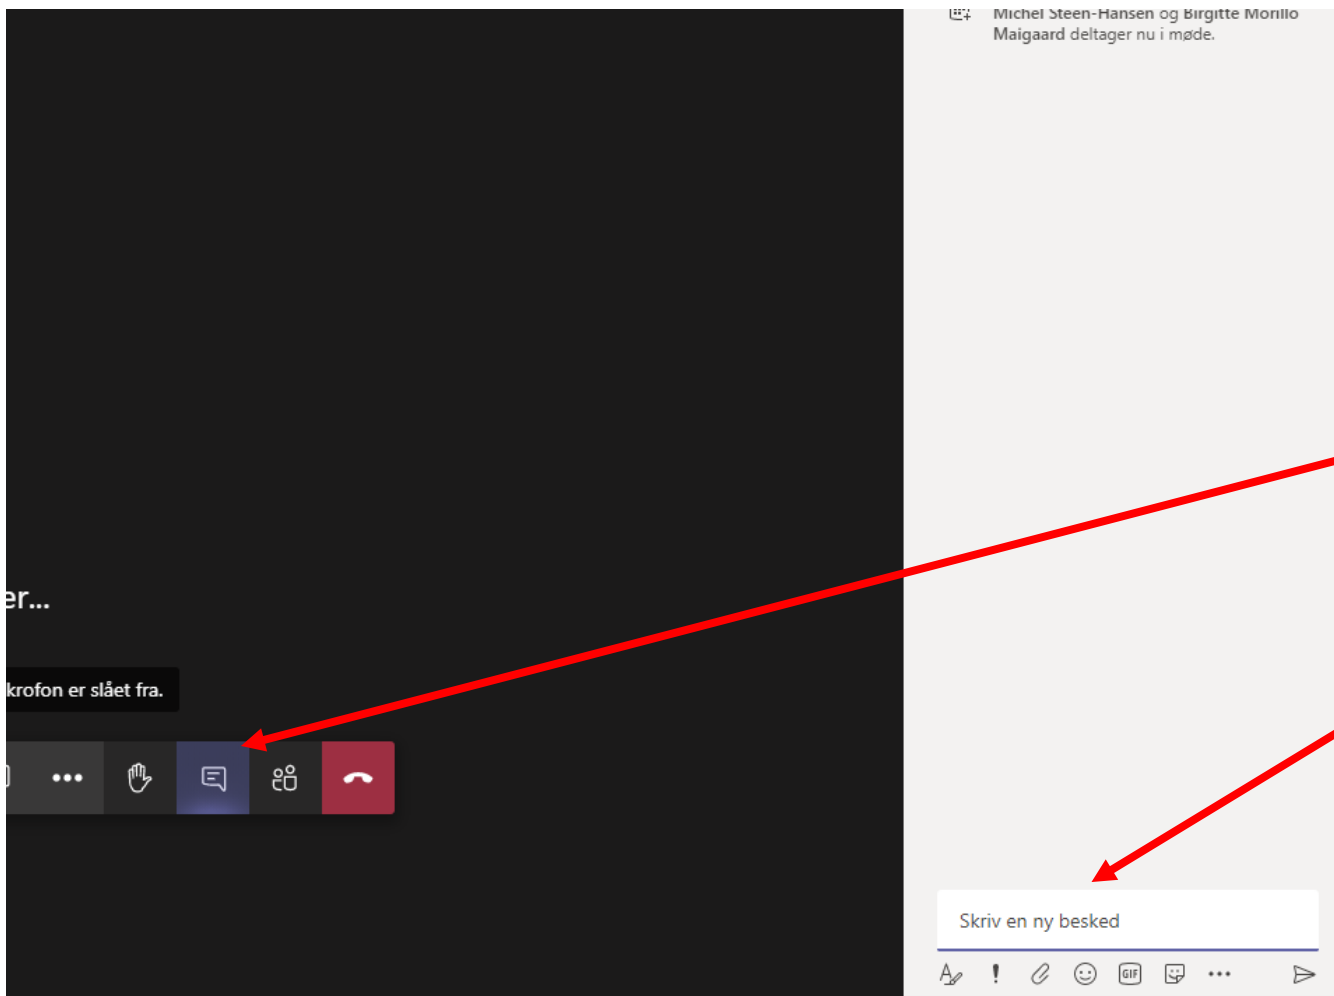 Michel Steen-Hansen og Birgitte Morillo
Maigaard deltager nu i møde.
er...
krofon er slået fra.
Skriv en ny besked
GIF